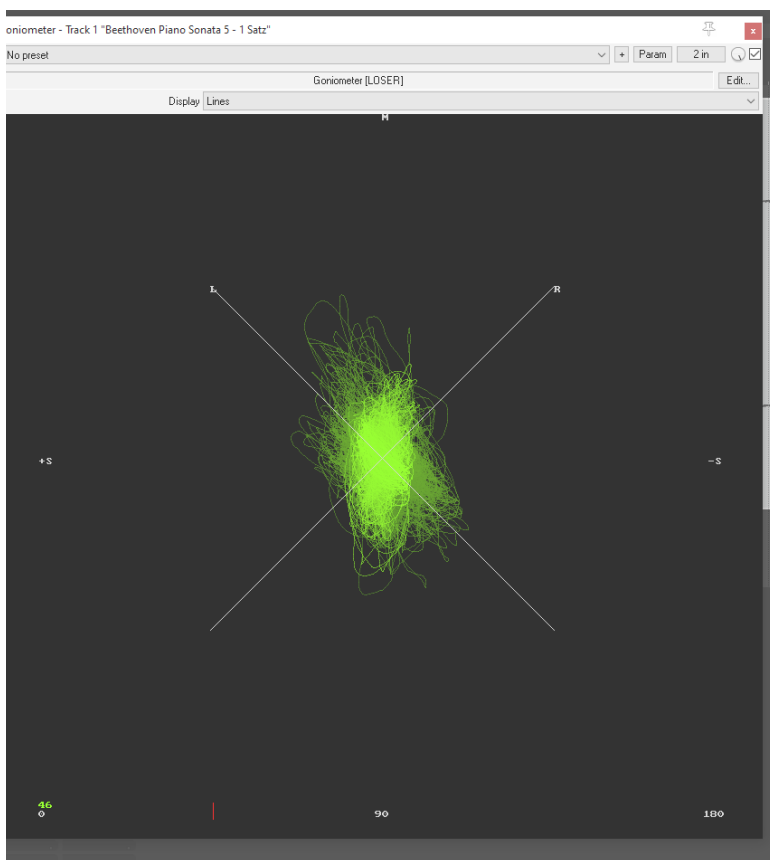 oniometer - Track 1 "Beethoven Piano Sonata 5 - 1 Satz" x
No preset + Param 2 in
Goniometer [LOSER] Edit...
Display Lines
M
L R
+S -S
46
0 90 180